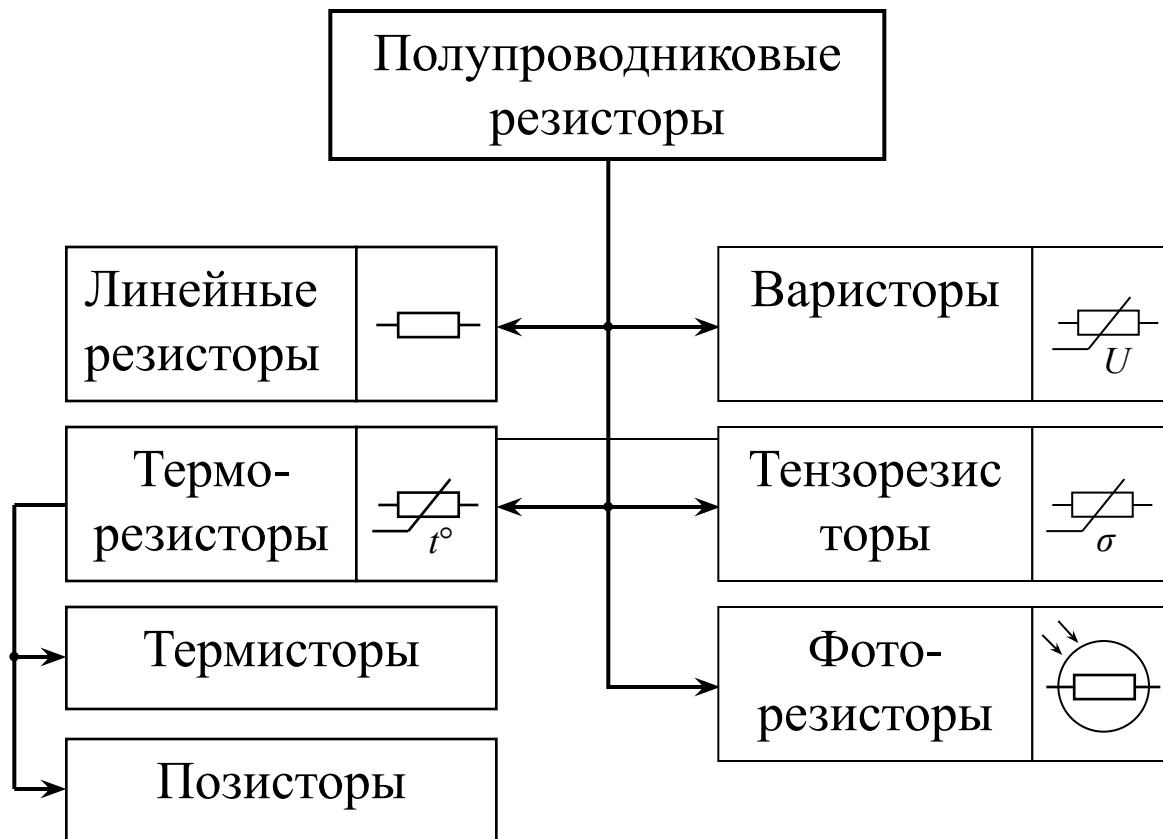 Полупроводниковые
резисторы
Линейные
резисторы
Варисторы
U
Термо-
резисторы
t°
Тензорезис
торы
σ
Термисторы
Фото-
резисторы
Позисторы